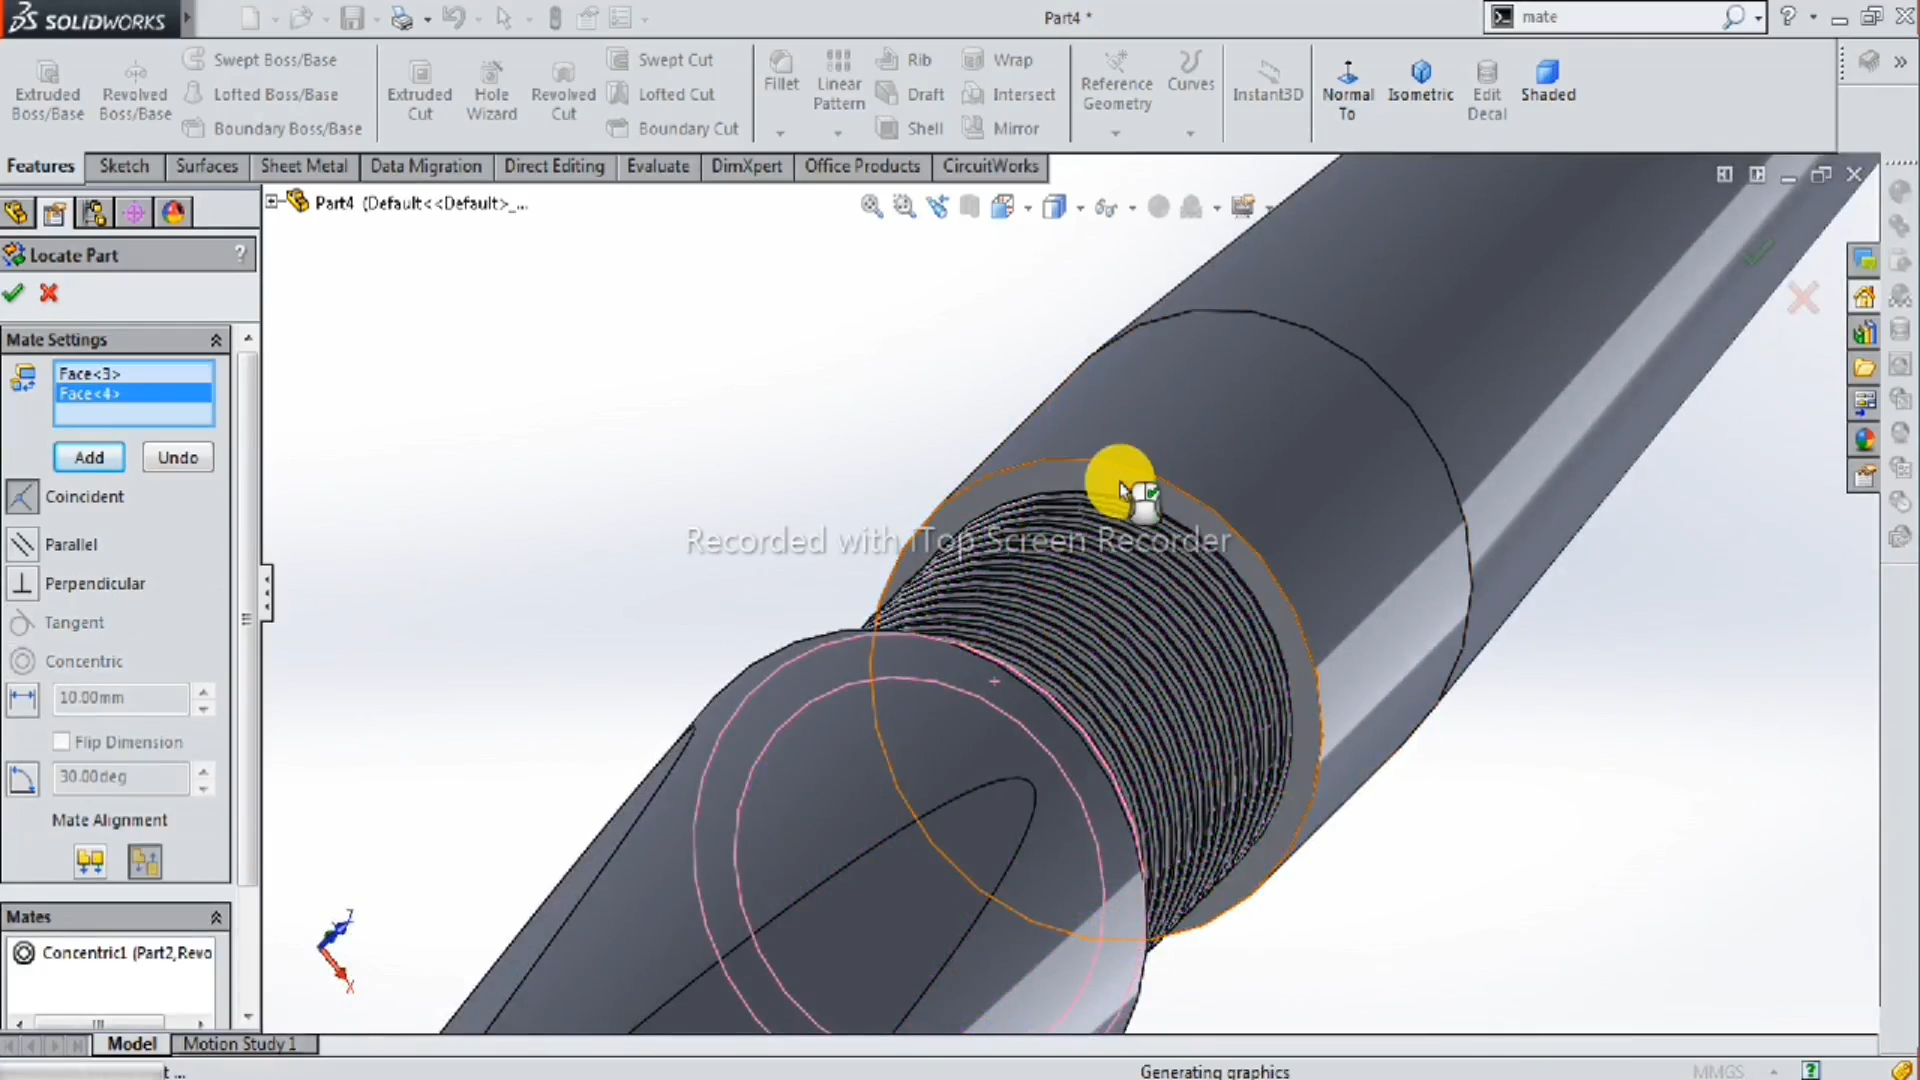 SOLIDWORKS
Part4 *
mate
Extruded Boss/Base
Revolved Boss/Base
Swept Boss/Base
Lofted Boss/Base
Boundary Boss/Base
Extruded Cut
Hole Wizard
Revolved Cut
Swept Cut
Lofted Cut
Boundary Cut
Fillet
Linear Pattern
Rib
Draft
Shell
Wrap
Intersect
Mirror
Reference Geometry
Curves
Instant3D
Normal To
Isometric
Edit Decal
Shaded
Features
Sketch
Surfaces
Sheet Metal
Data Migration
Direct Editing
Evaluate
DimXpert
Office Products
CircuitWorks
Part4 (Default<<Default>_...
Locate Part
?
Mate Settings
Face<3>
Face<4>
Add
Undo
Coincident
Parallel
Perpendicular
Tangent
Concentric
10.00mm
Flip Dimension
30.00deg
Mate Alignment
Mates
Concentric1 (Part2,Revo
Recorded with iTop Screen Recorder
Z
X
Model
Motion Study 1
t ...
Generating graphics
MMGS
?